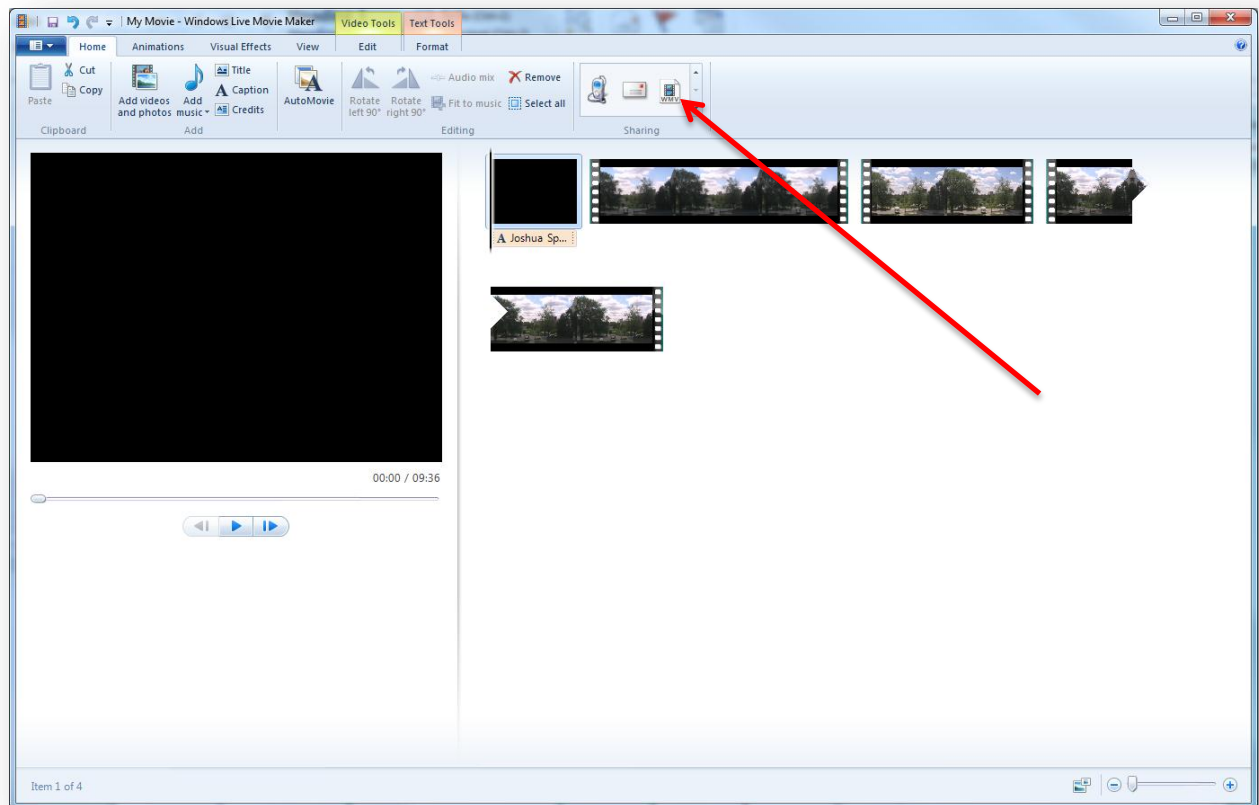 My Movie - Windows Live Movie Maker
Video Tools
Text Tools
Home
Animations
Visual Effects
View
Edit
Format
Paste
Cut
Copy
Clipboard
Add videos
and photos
Add
music
Title
Caption
Credits
Add
AutoMovie
Rotate
left 90°
Rotate
right 90°
Audio mix
Fit to music
Remove
Select all
Editing
WMV
Sharing
A Joshua Sp...
00:00 / 09:36
Item 1 of 4